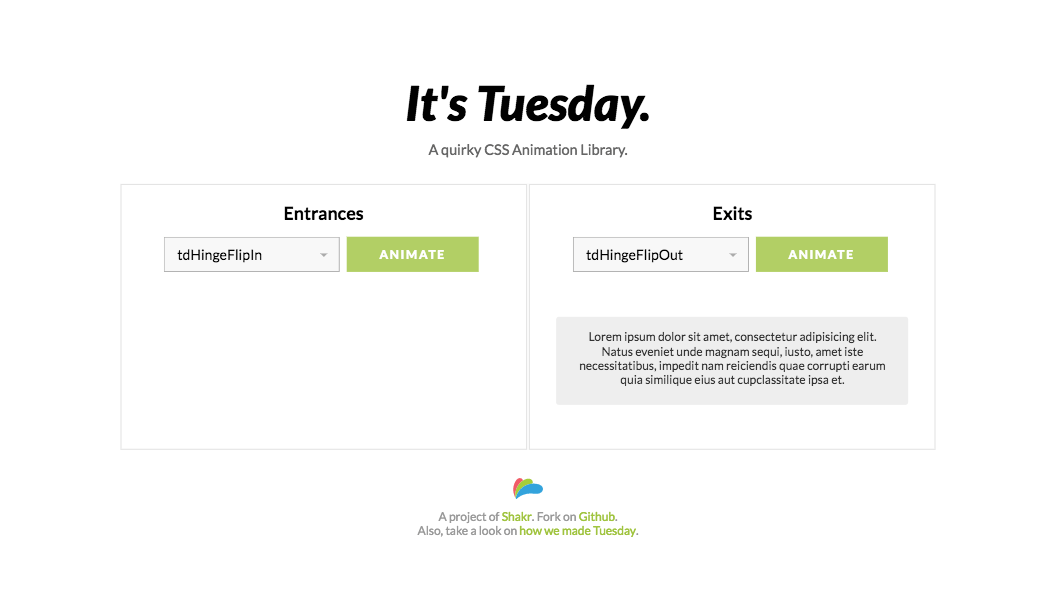 It's Tuesday.
A quirky CSS Animation Library.
Entrances
tdHingeFlipIn
ANIMATE
Exits
tdHingeFlipOut
ANIMATE
Lorem ipsum dolor sit amet, consectetur adipisicing elit.
Natus eveniet unde magnam sequi, iusto, amet iste
necessitatibus, impedit nam reiciendis quae corrupti earum
quia similique eius aut cupclassitate ipsa et.
A project of Shakr. Fork on Github.
Also, take a look on how we made Tuesday.